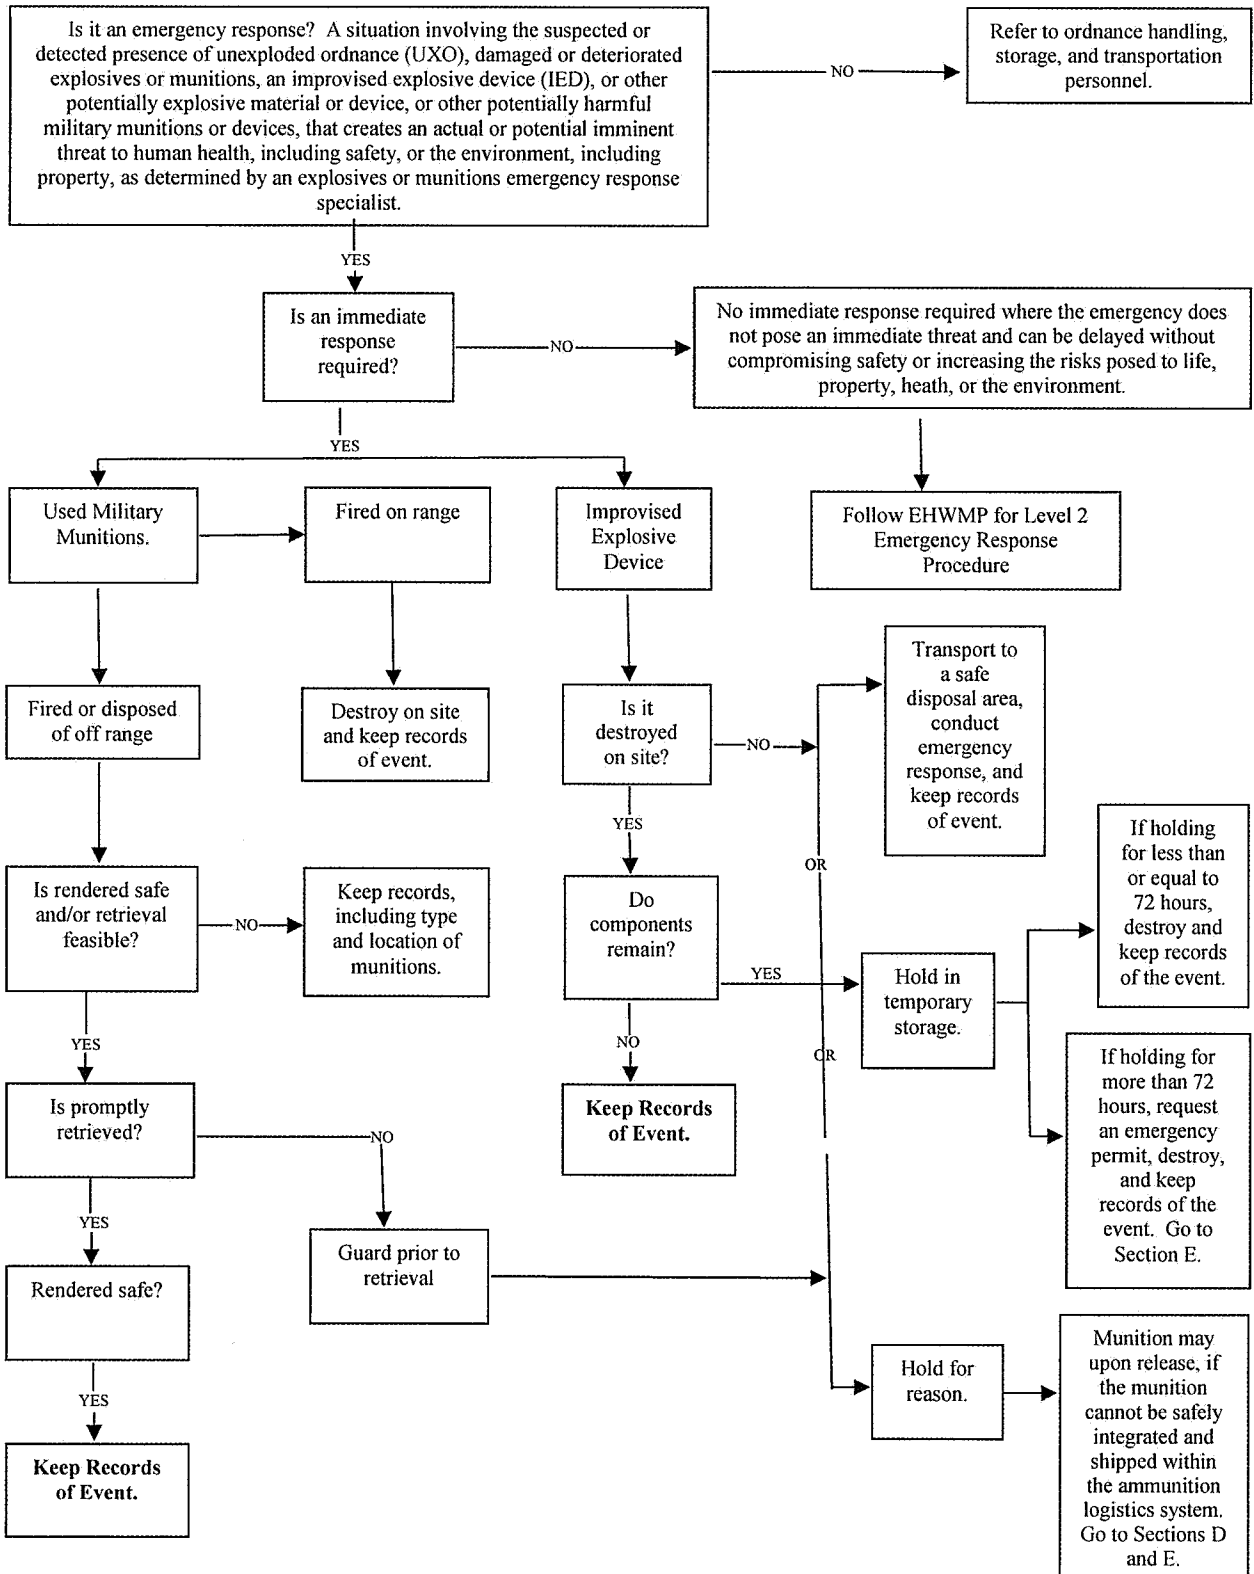 Is it an emergency response? A situation involving the suspected or
detected presence of unexploded ordnance (UXO), damaged or deteriorated
explosives or munitions, an improvised explosive device (IED), or other
potentially explosive material or device, or other potentially harmful
military munitions or devices, that creates an actual or potential imminent
threat to human health, including safety, or the environment, including
property, as determined by an explosives or munitions emergency response
specialist.
NO
Refer to ordnance handling,
storage, and transportation
personnel.
YES
Is an immediate
response
required?
NO
No immediate response required where the emergency does
not pose an immediate threat and can be delayed without
compromising safety or increasing the risks posed to life,
property, heath, or the environment.
YES
Used Military
Munitions.
Fired on range
Improvised
Explosive
Device
Follow EHWMP for Level 2
Emergency Response
Procedure
Fired or disposed
of off range
Destroy on site
and keep records
of event.
Is it
destroyed
on site?
NO
Transport to
a safe
disposal area,
conduct
emergency
response, and
keep records
of event.
YES
OR
If holding
for less than
or equal to
72 hours,
destroy and
keep records
of the event.
Is rendered safe
and/or retrieval
feasible?
NO
Keep records,
including type
and location of
munitions.
Do
components
remain?
YES
Hold in
temporary
storage.
YES
NO
OR
If holding for
more than 72
hours, request
an emergency
permit, destroy,
and keep
records of the
event. Go to
Section E.
Is promptly
retrieved?
NO
Keep Records
of Event.
YES
Guard prior to
retrieval
Rendered safe?
YES
Hold for
reason.
Munition may
upon release, if
the munition
cannot be safely
integrated and
shipped within
the ammunition
logistics system.
Go to Sections D
and E.
Keep Records
of Event.